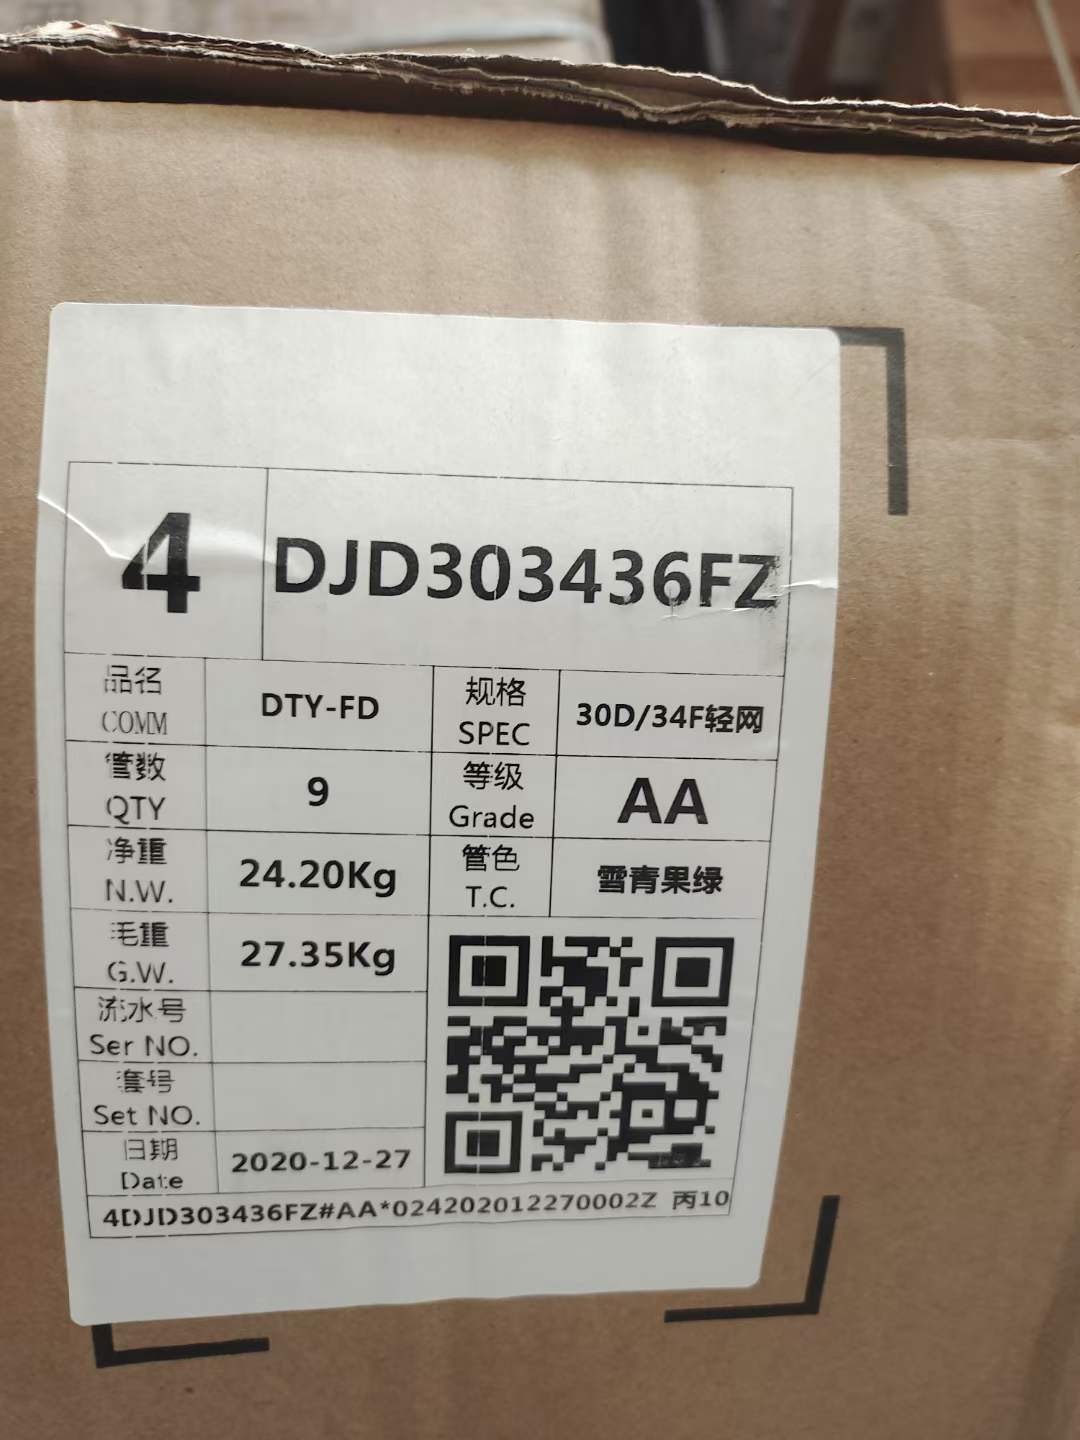 4 DJD303436FZ
品名 COMM DTY-FD 规格 SPEC 30D/34F轻网
管数 QTY 9 等级 Grade AA
净重 N.W. 24.20Kg 管色 T.C. 雪青果绿
毛重 G.W. 27.35Kg
流水号 Ser NO.
套号 Set NO.
日期 Date 2020-12-27
4DJD303436FZ#AA*024202012270002Z 丙10